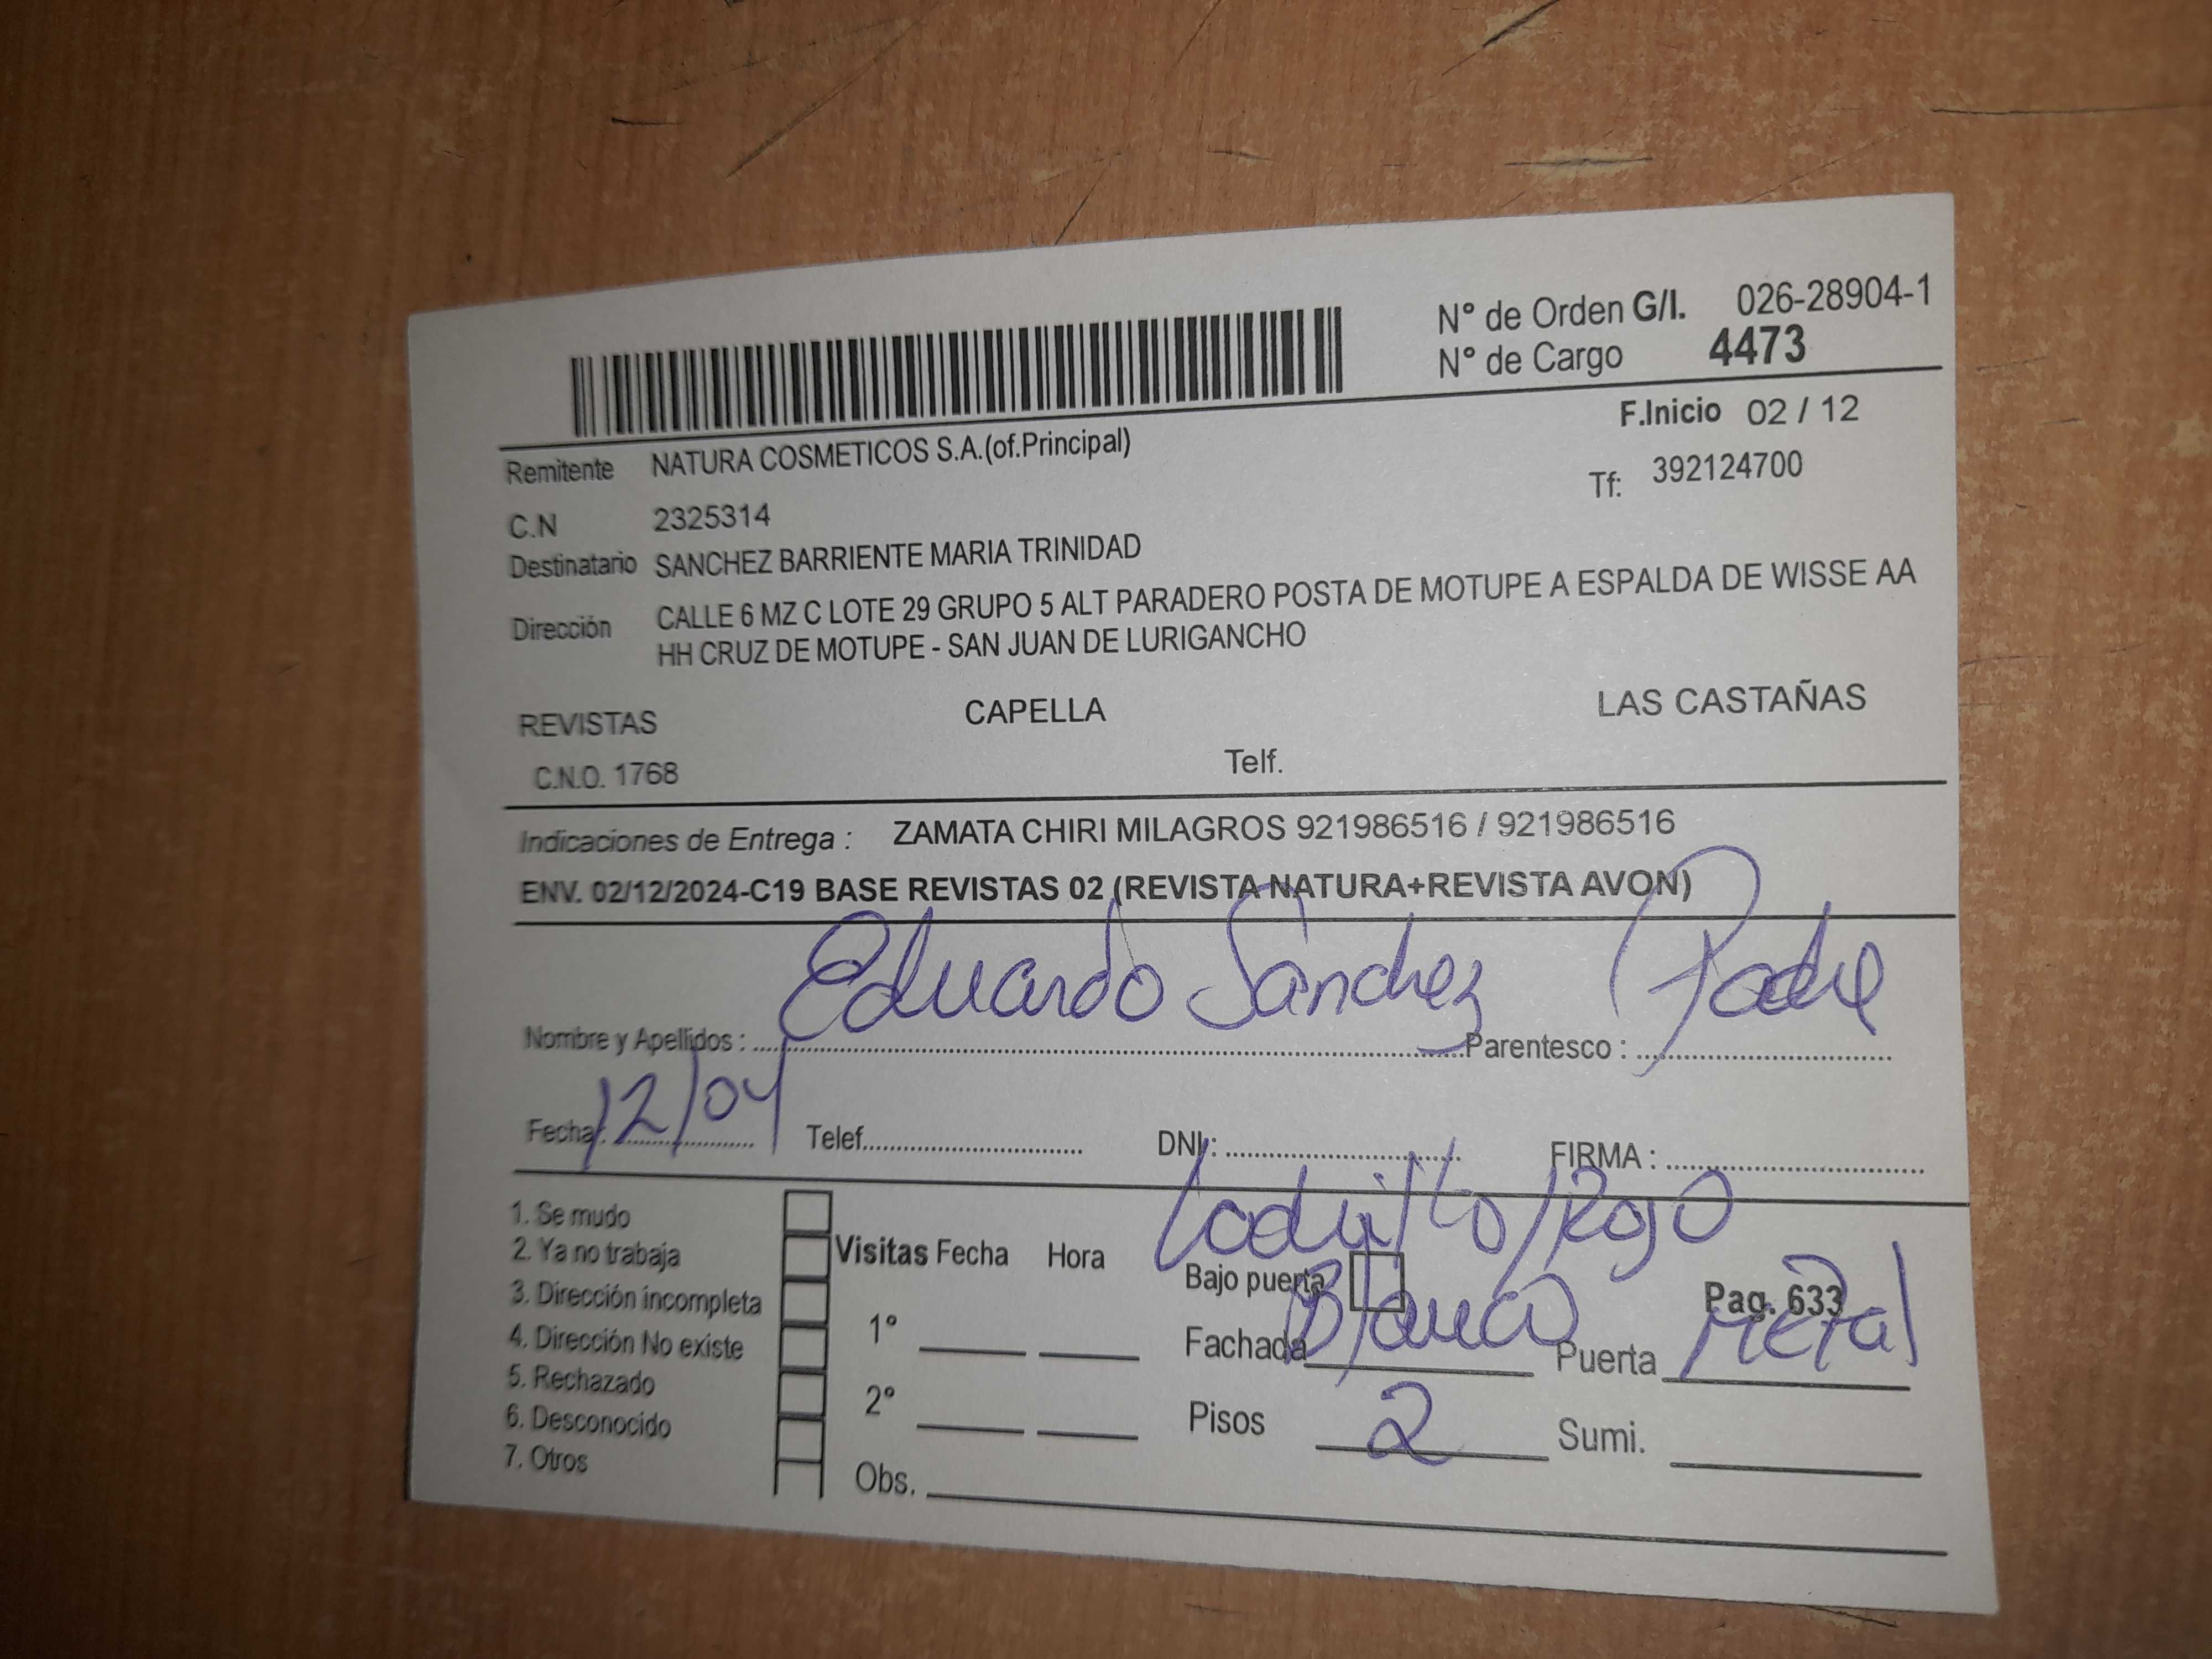 N° de Orden G/I. 026-28904-1
N° de Cargo 4473
F.Inicio 02 / 12
Remitente NATURA COSMETICOS S.A.(of.Principal)
Tf: 392124700
C.N 2325314
Destinatario SANCHEZ BARRIENTE MARIA TRINIDAD
Dirección CALLE 6 MZ C LOTE 29 GRUPO 5 ALT PARADERO POSTA DE MOTUPE A ESPALDA DE WISSE AA
HH CRUZ DE MOTUPE - SAN JUAN DE LURIGANCHO
REVISTAS CAPELLA LAS CASTAÑAS
C.N.O. 1768 Telf.
Indicaciones de Entrega : ZAMATA CHIRI MILAGROS 921986516 / 921986516
ENV. 02/12/2024-C19 BASE REVISTAS 02 (REVISTA NATURA+REVISTA AVON)
Nombre y Apellidos : Eduardo Sanchez Parentesco : Padre
Fecha: 12/04 Telef. DNI : FIRMA :
Ladrillo/Rojo
1. Se mudo
2. Ya no trabaja
3. Dirección incompleta
4. Dirección No existe
5. Rechazado
6. Desconocido
7. Otros
Visitas Fecha Hora
1°
2°
Obs.
Bajo puerta Pag. 633
Fachada Blanco Puerta Metal
Pisos 2 Sumi.